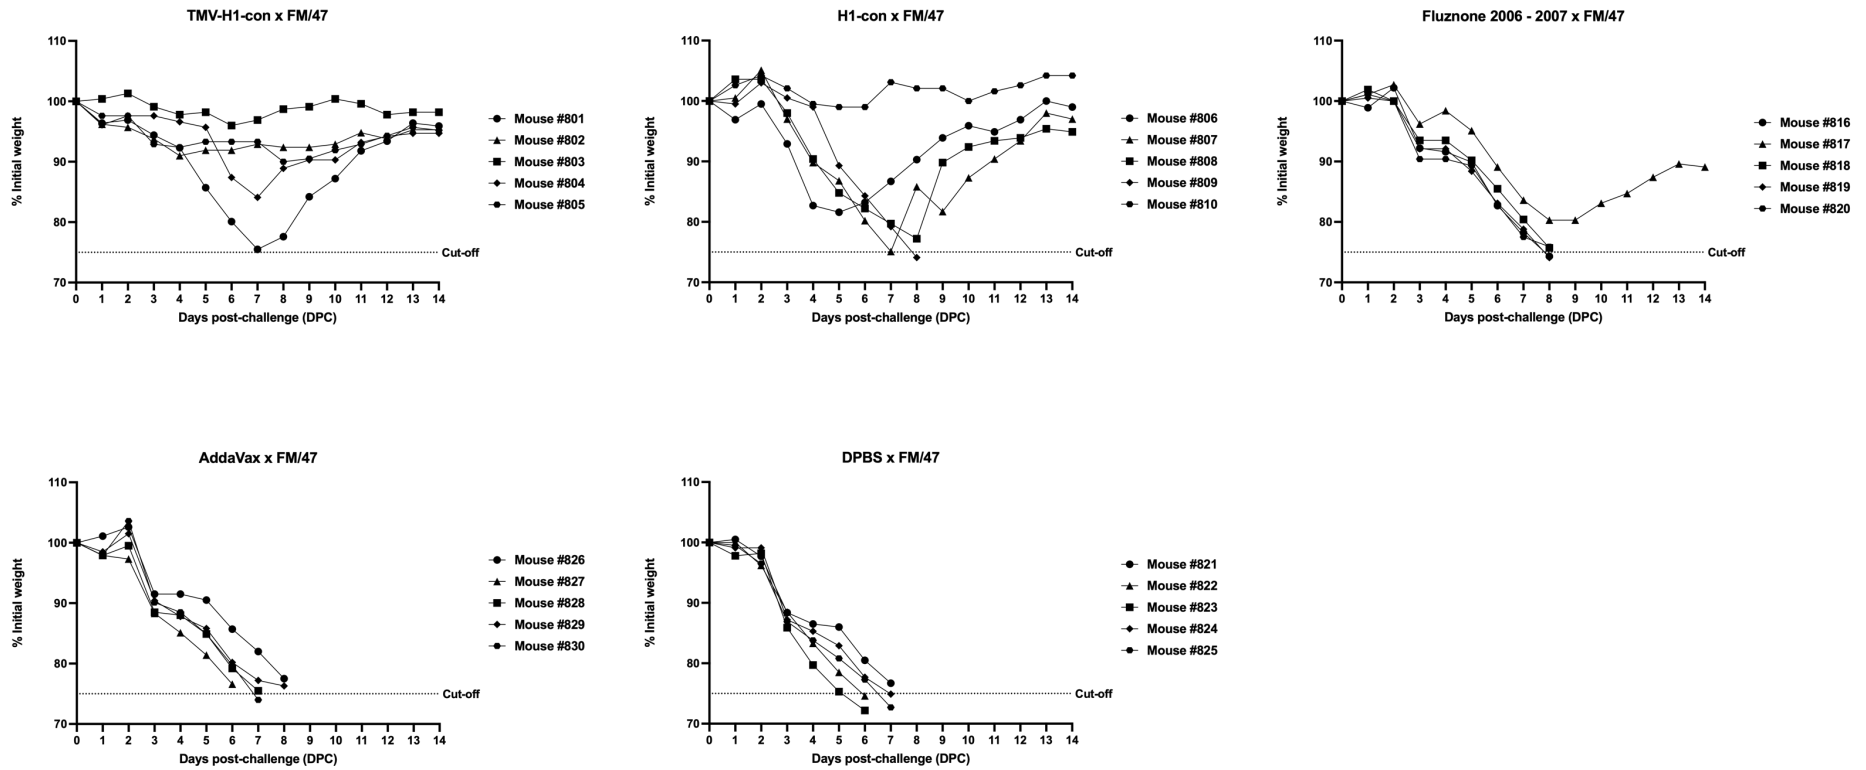 TMV-H1-con x FM/47
110
100
90
80
70
% Initial weight
Cut-off
0 1 2 3 4 5 6 7 8 9 10 11 12 13 14
Days post-challenge (DPC)
Mouse #801
Mouse #802
Mouse #803
Mouse #804
Mouse #805
H1-con x FM/47
110
100
90
80
70
% Initial weight
Cut-off
0 1 2 3 4 5 6 7 8 9 10 11 12 13 14
Days post-challenge (DPC)
Mouse #806
Mouse #807
Mouse #808
Mouse #809
Mouse #810
Fluznone 2006 - 2007 x FM/47
110
100
90
80
70
% Initial weight
Cut-off
0 1 2 3 4 5 6 7 8 9 10 11 12 13 14
Days post-challenge (DPC)
Mouse #816
Mouse #817
Mouse #818
Mouse #819
Mouse #820
AddaVax x FM/47
110
100
90
80
70
% Initial weight
Cut-off
0 1 2 3 4 5 6 7 8 9 10 11 12 13 14
Days post-challenge (DPC)
Mouse #826
Mouse #827
Mouse #828
Mouse #829
Mouse #830
DPBS x FM/47
110
100
90
80
70
% Initial weight
Cut-off
0 1 2 3 4 5 6 7 8 9 10 11 12 13 14
Days post-challenge (DPC)
Mouse #821
Mouse #822
Mouse #823
Mouse #824
Mouse #825